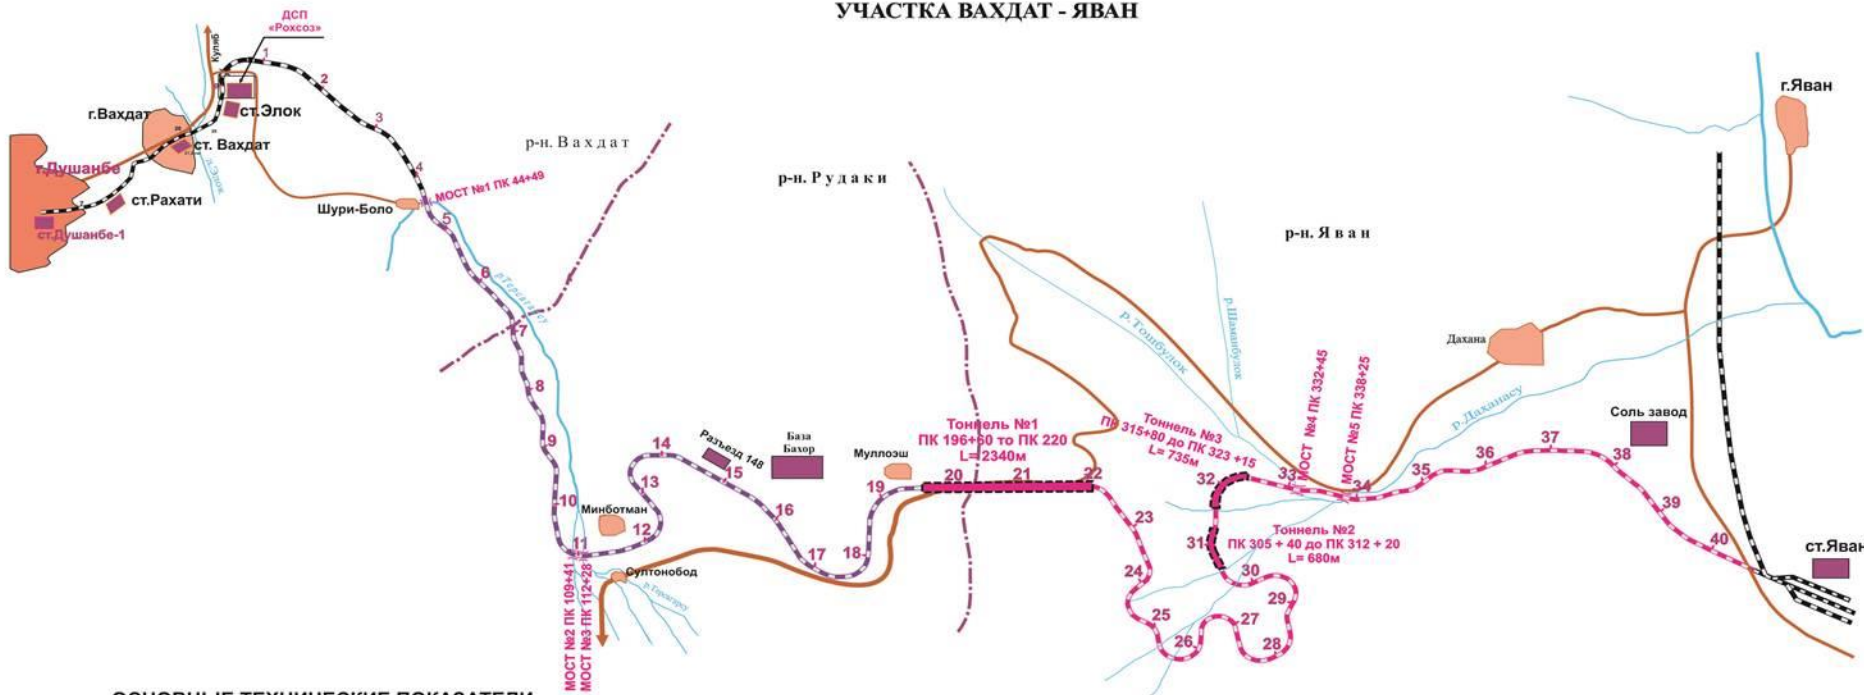 УЧАСТКА ВАХДАТ - ЯВАН
ДСП
«Рохсоз»
Куляб
1
2
3
4
ст.Элок
г.Вахдат
ст. Вахдат
р.Элок
г.Душанбе
ст.Рахати
ст.Душанбе-1
р-н. Вахдат
Шури-Боло
МОСТ №1 ПК 44+49
5
6
7
8
9
10
11
МОСТ №2 ПК 109+41
МОСТ №3 ПК 112+28
Минботман
Султонобод
12
13
14
Разъезд 148
15
База
Бахор
16
17
18
19
Муллоэш
р-н. Рудаки
Тоннель №1
ПК 196+60 то ПК 220
L= 2340м
20
21
22
23
24
25
26
27
28
29
30
31
32
Тоннель №3
ПК 315+80 до ПК 323 +15
L= 735м
Тоннель №2
ПК 305 + 40 до ПК 312 + 20
L= 680м
р.Тошбулок
р.Шаманбулок
р-н. Яван
МОСТ №4 ПК 332+45
МОСТ №5 ПК 338+25
33
34
35
36
37
38
39
40
Дахана
р.Даханасу
Соль завод
г.Яван
ст.Яван
ОСНОВНЫЕ ТЕХНИЧЕСКИЕ ПОКАЗАТЕЛИ